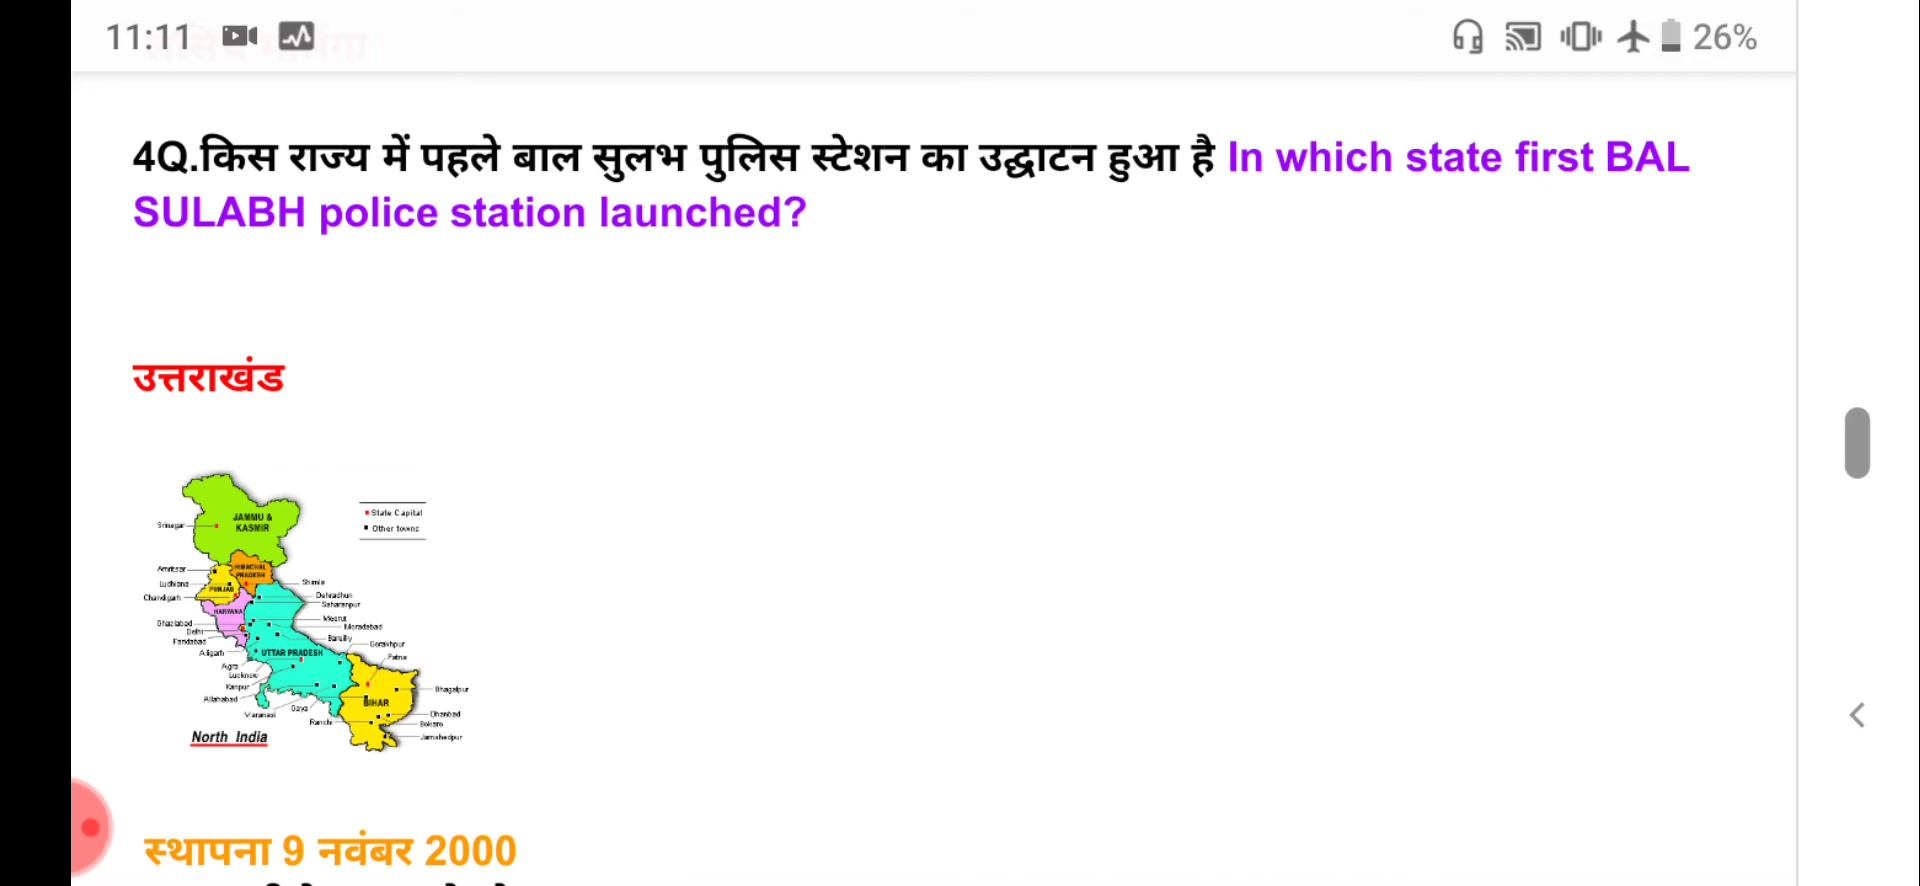 11:11
26%
4Q.किस राज्य में पहले बाल सुलभ पुलिस स्टेशन का उद्घाटन हुआ है In which state first BAL
SULABH police station launched?
उत्तराखंड
JAMMU &
KASMIR
Srinagar
State Capital
Other towns
Amritsar
HIMACHAL
PRADESH
Ludhiana
PUNJAB
Shimla
Chandigarh
Dehradhun
Saharanpur
HARYANA
Meerut
Ghaziabad
Moradabad
Delhi
Bareilly
Faridabad
Gorakhpur
Aligarh
UTTAR PRADESH
Patna
Agra
Lucknow
Kanpur
Bhagalpur
Allahabad
BIHAR
Gaya
Varanasi
Dhanbad
Ranchi
Bokaro
North India
Jamshedpur
स्थापना 9 नवंबर 2000